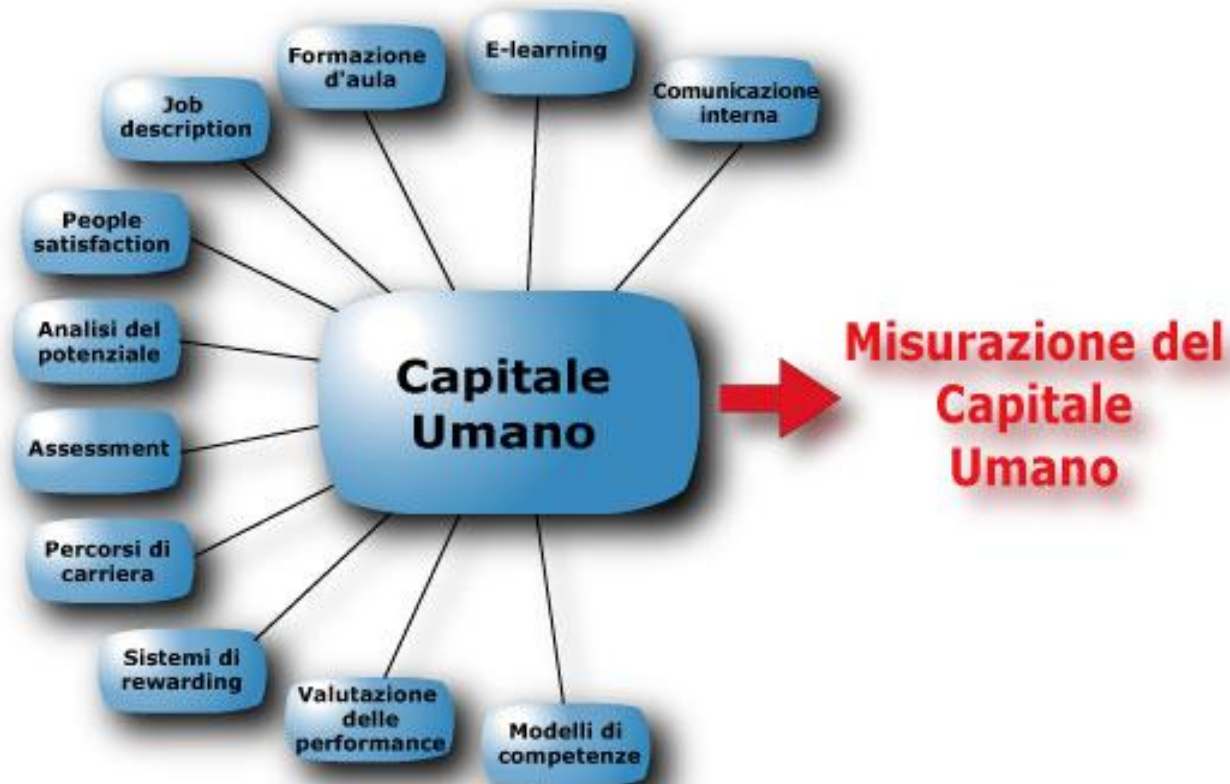 Formazione
d'aula
E-learning
Comunicazione
interna
Job
description
People
satisfaction
Analisi del
potenziale
Assessment
Percorsi di
carriera
Sistemi di
rewarding
Valutazione
delle
performance
Modelli di
competenze
Capitale
Umano
Misurazione del
Capitale
Umano